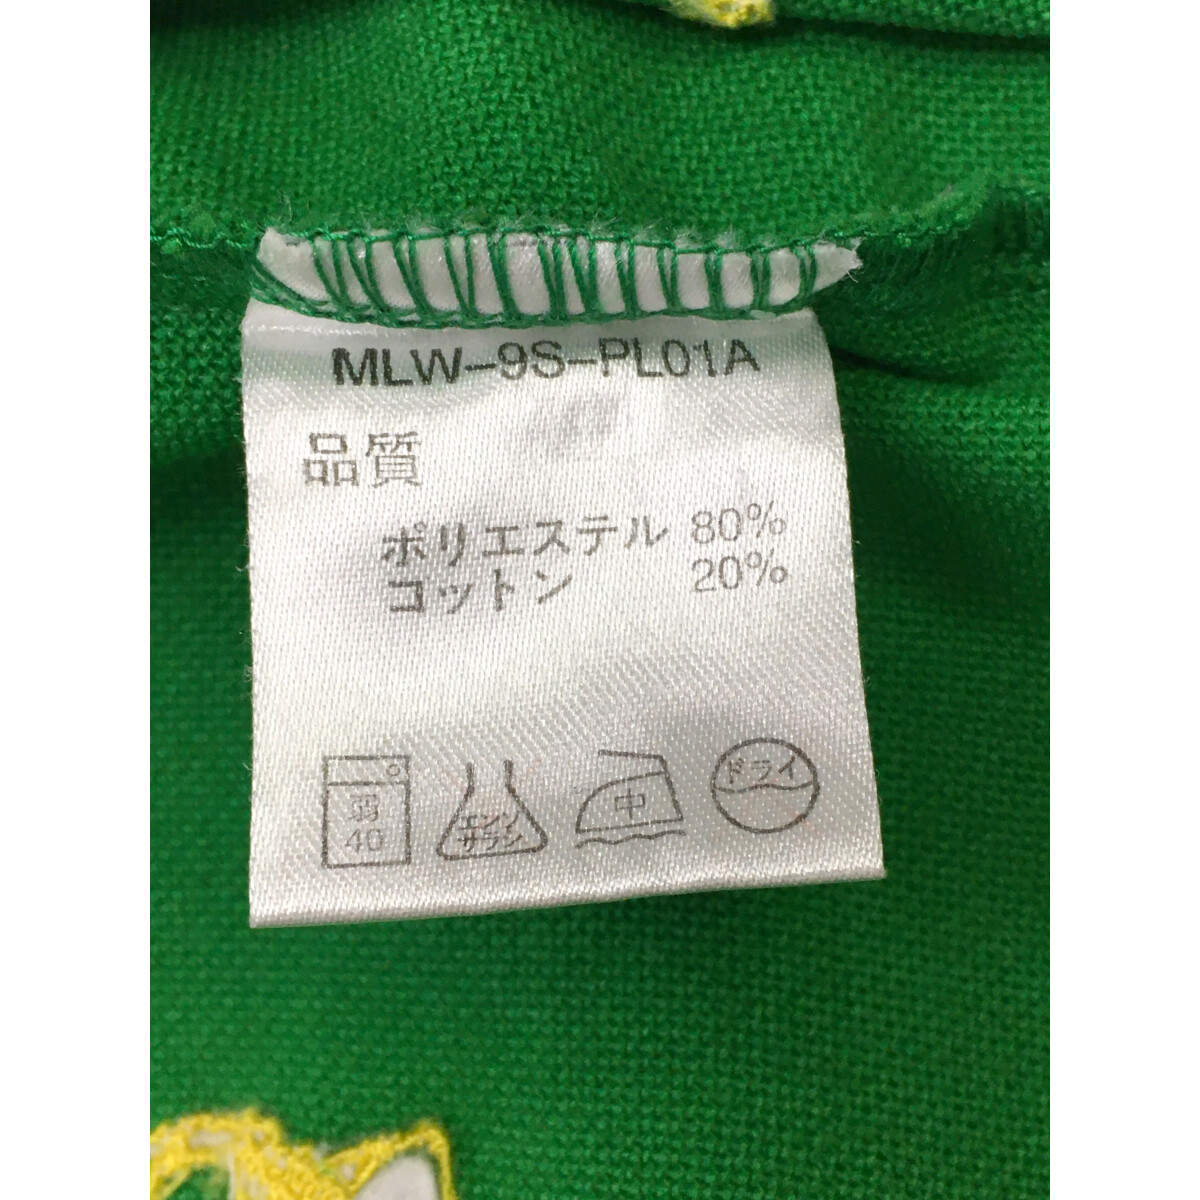 MLW-9S-PL01A
品質
ポリエステル 80%
コットン 20%
弱
40
エンソ
サラシ
中
ドライ